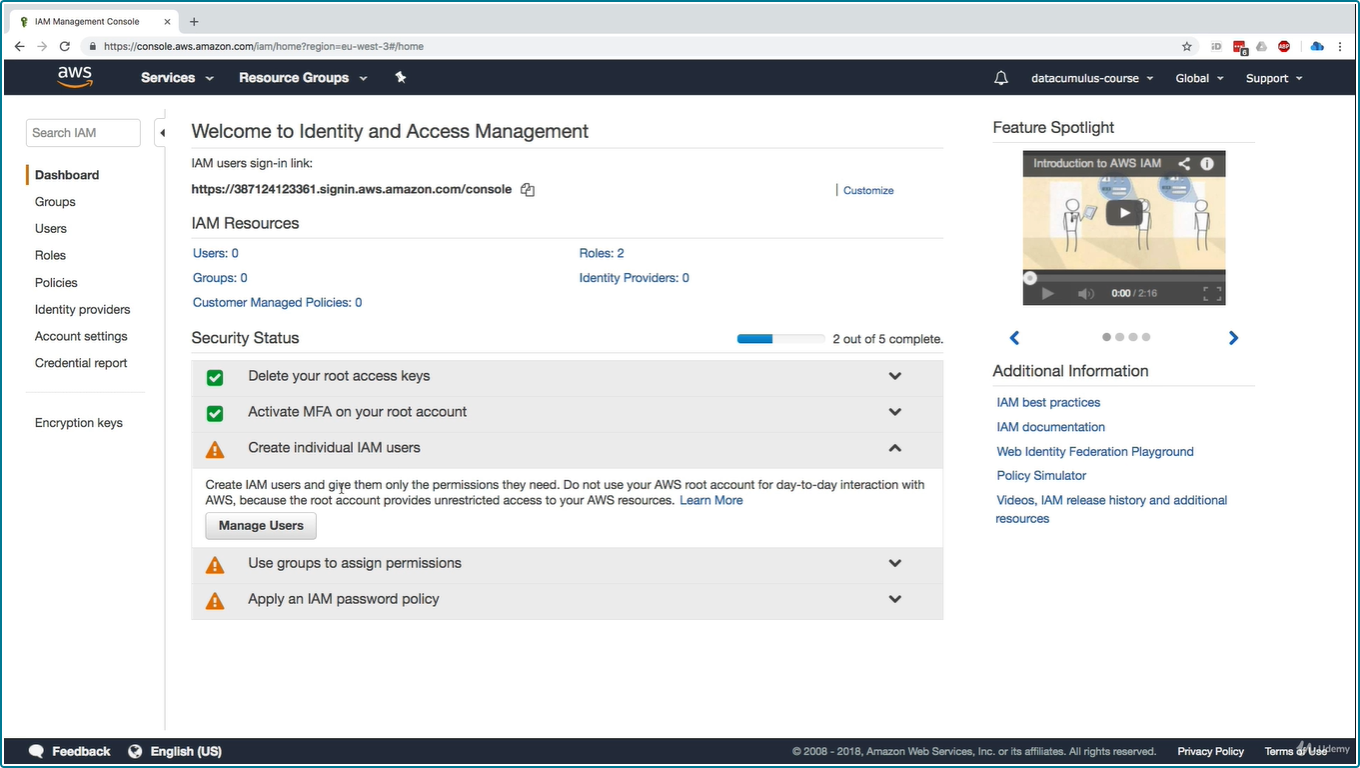 IAM Management Console
https://console.aws.amazon.com/iam/home?region=eu-west-3#/home
aws Services Resource Groups datacumulus-course Global Support
Search IAM
Dashboard
Groups
Users
Roles
Policies
Identity providers
Account settings
Credential report
Encryption keys
Welcome to Identity and Access Management
IAM users sign-in link:
https://387124123361.signin.aws.amazon.com/console
Customize
IAM Resources
Users: 0
Roles: 2
Groups: 0
Identity Providers: 0
Customer Managed Policies: 0
Security Status
2 out of 5 complete.
Delete your root access keys
Activate MFA on your root account
Create individual IAM users
Create IAM users and give them only the permissions they need. Do not use your AWS root account for day-to-day interaction with
AWS, because the root account provides unrestricted access to your AWS resources. Learn More
Manage Users
Use groups to assign permissions
Apply an IAM password policy
Feature Spotlight
Introduction to AWS IAM
0:00 / 2:16
Additional Information
IAM best practices
IAM documentation
Web Identity Federation Playground
Policy Simulator
Videos, IAM release history and additional
resources
Feedback English (US)
© 2008 - 2018, Amazon Web Services, Inc. or its affiliates. All rights reserved. Privacy Policy Terms of Use
Udemy